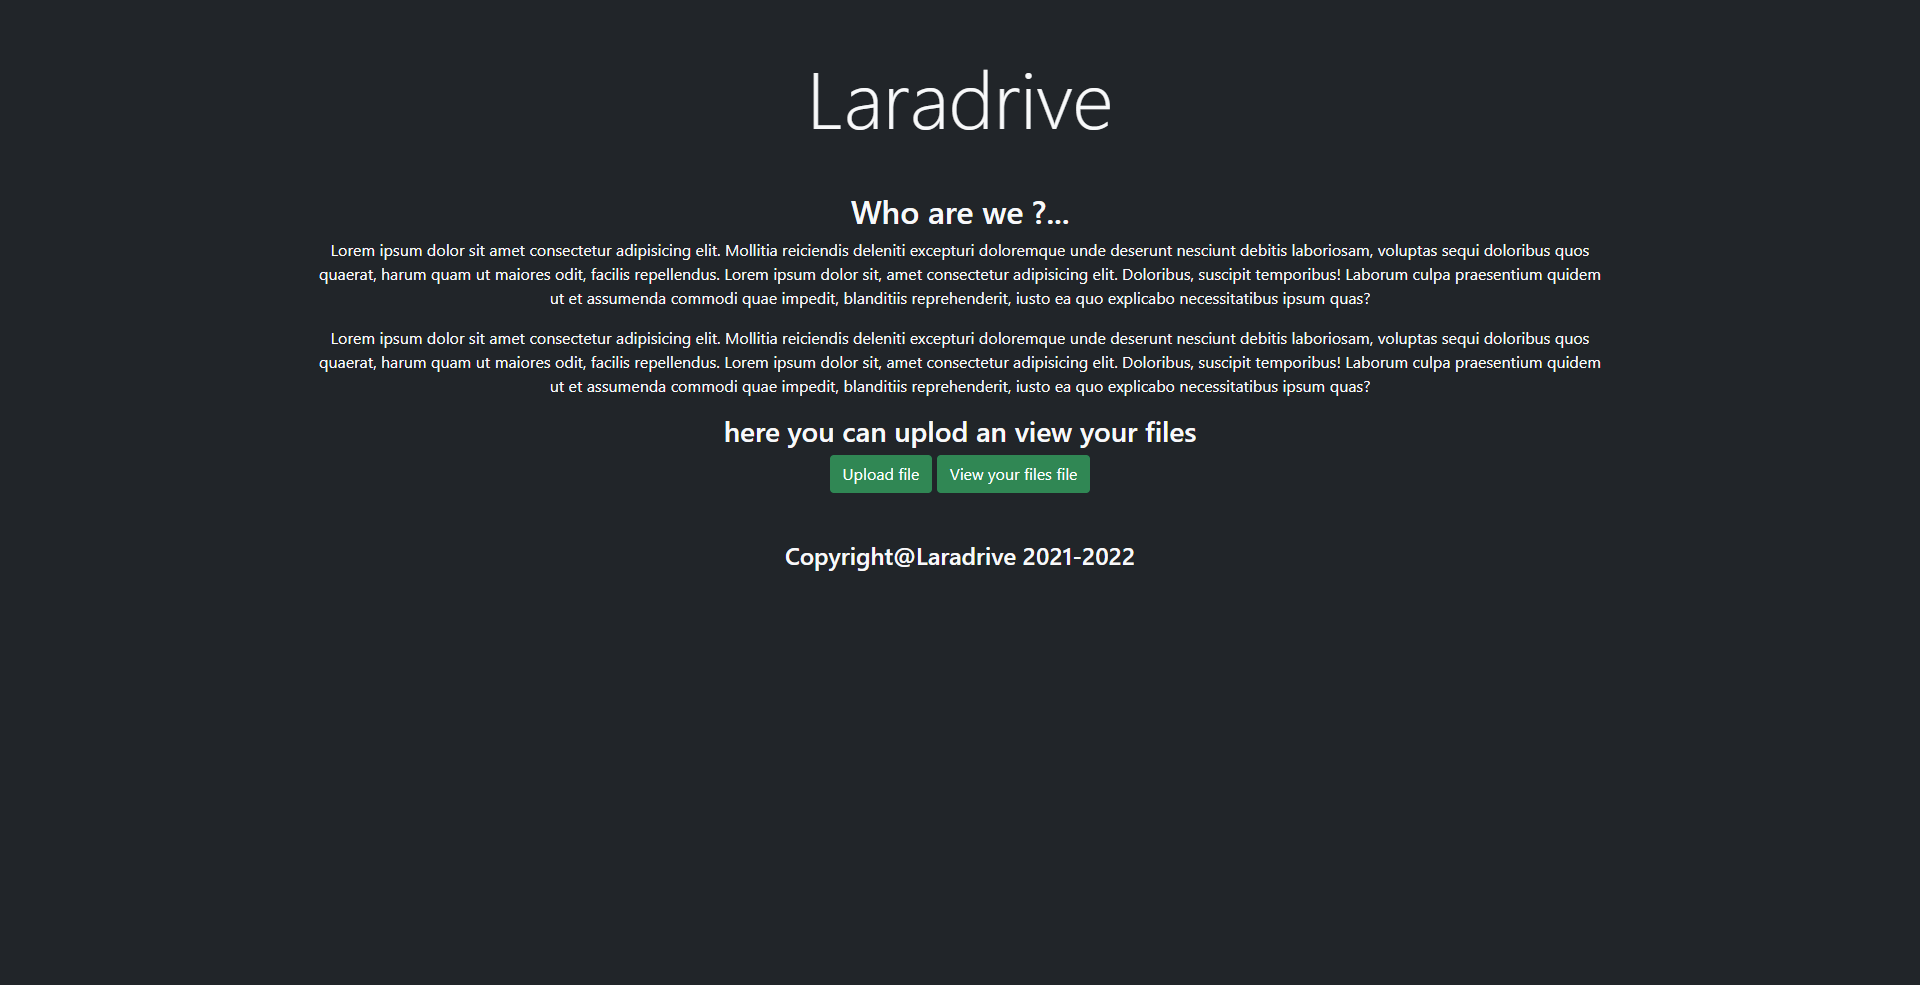 Laradrive
Who are we ?...
Lorem ipsum dolor sit amet consectetur adipisicing elit. Mollitia reiciendis deleniti excepturi doloremque unde deserunt nesciunt debitis laboriosam, voluptas sequi doloribus quos
quaerat, harum quam ut maiores odit, facilis repellendus. Lorem ipsum dolor sit, amet consectetur adipisicing elit. Doloribus, suscipit temporibus! Laborum culpa praesentium quidem
ut et assumenda commodi quae impedit, blanditiis reprehenderit, iusto ea quo explicabo necessitatibus ipsum quas?
Lorem ipsum dolor sit amet consectetur adipisicing elit. Mollitia reiciendis deleniti excepturi doloremque unde deserunt nesciunt debitis laboriosam, voluptas sequi doloribus quos
quaerat, harum quam ut maiores odit, facilis repellendus. Lorem ipsum dolor sit, amet consectetur adipisicing elit. Doloribus, suscipit temporibus! Laborum culpa praesentium quidem
ut et assumenda commodi quae impedit, blanditiis reprehenderit, iusto ea quo explicabo necessitatibus ipsum quas?
here you can uplod an view your files
Upload file View your files file
Copyright@Laradrive 2021-2022